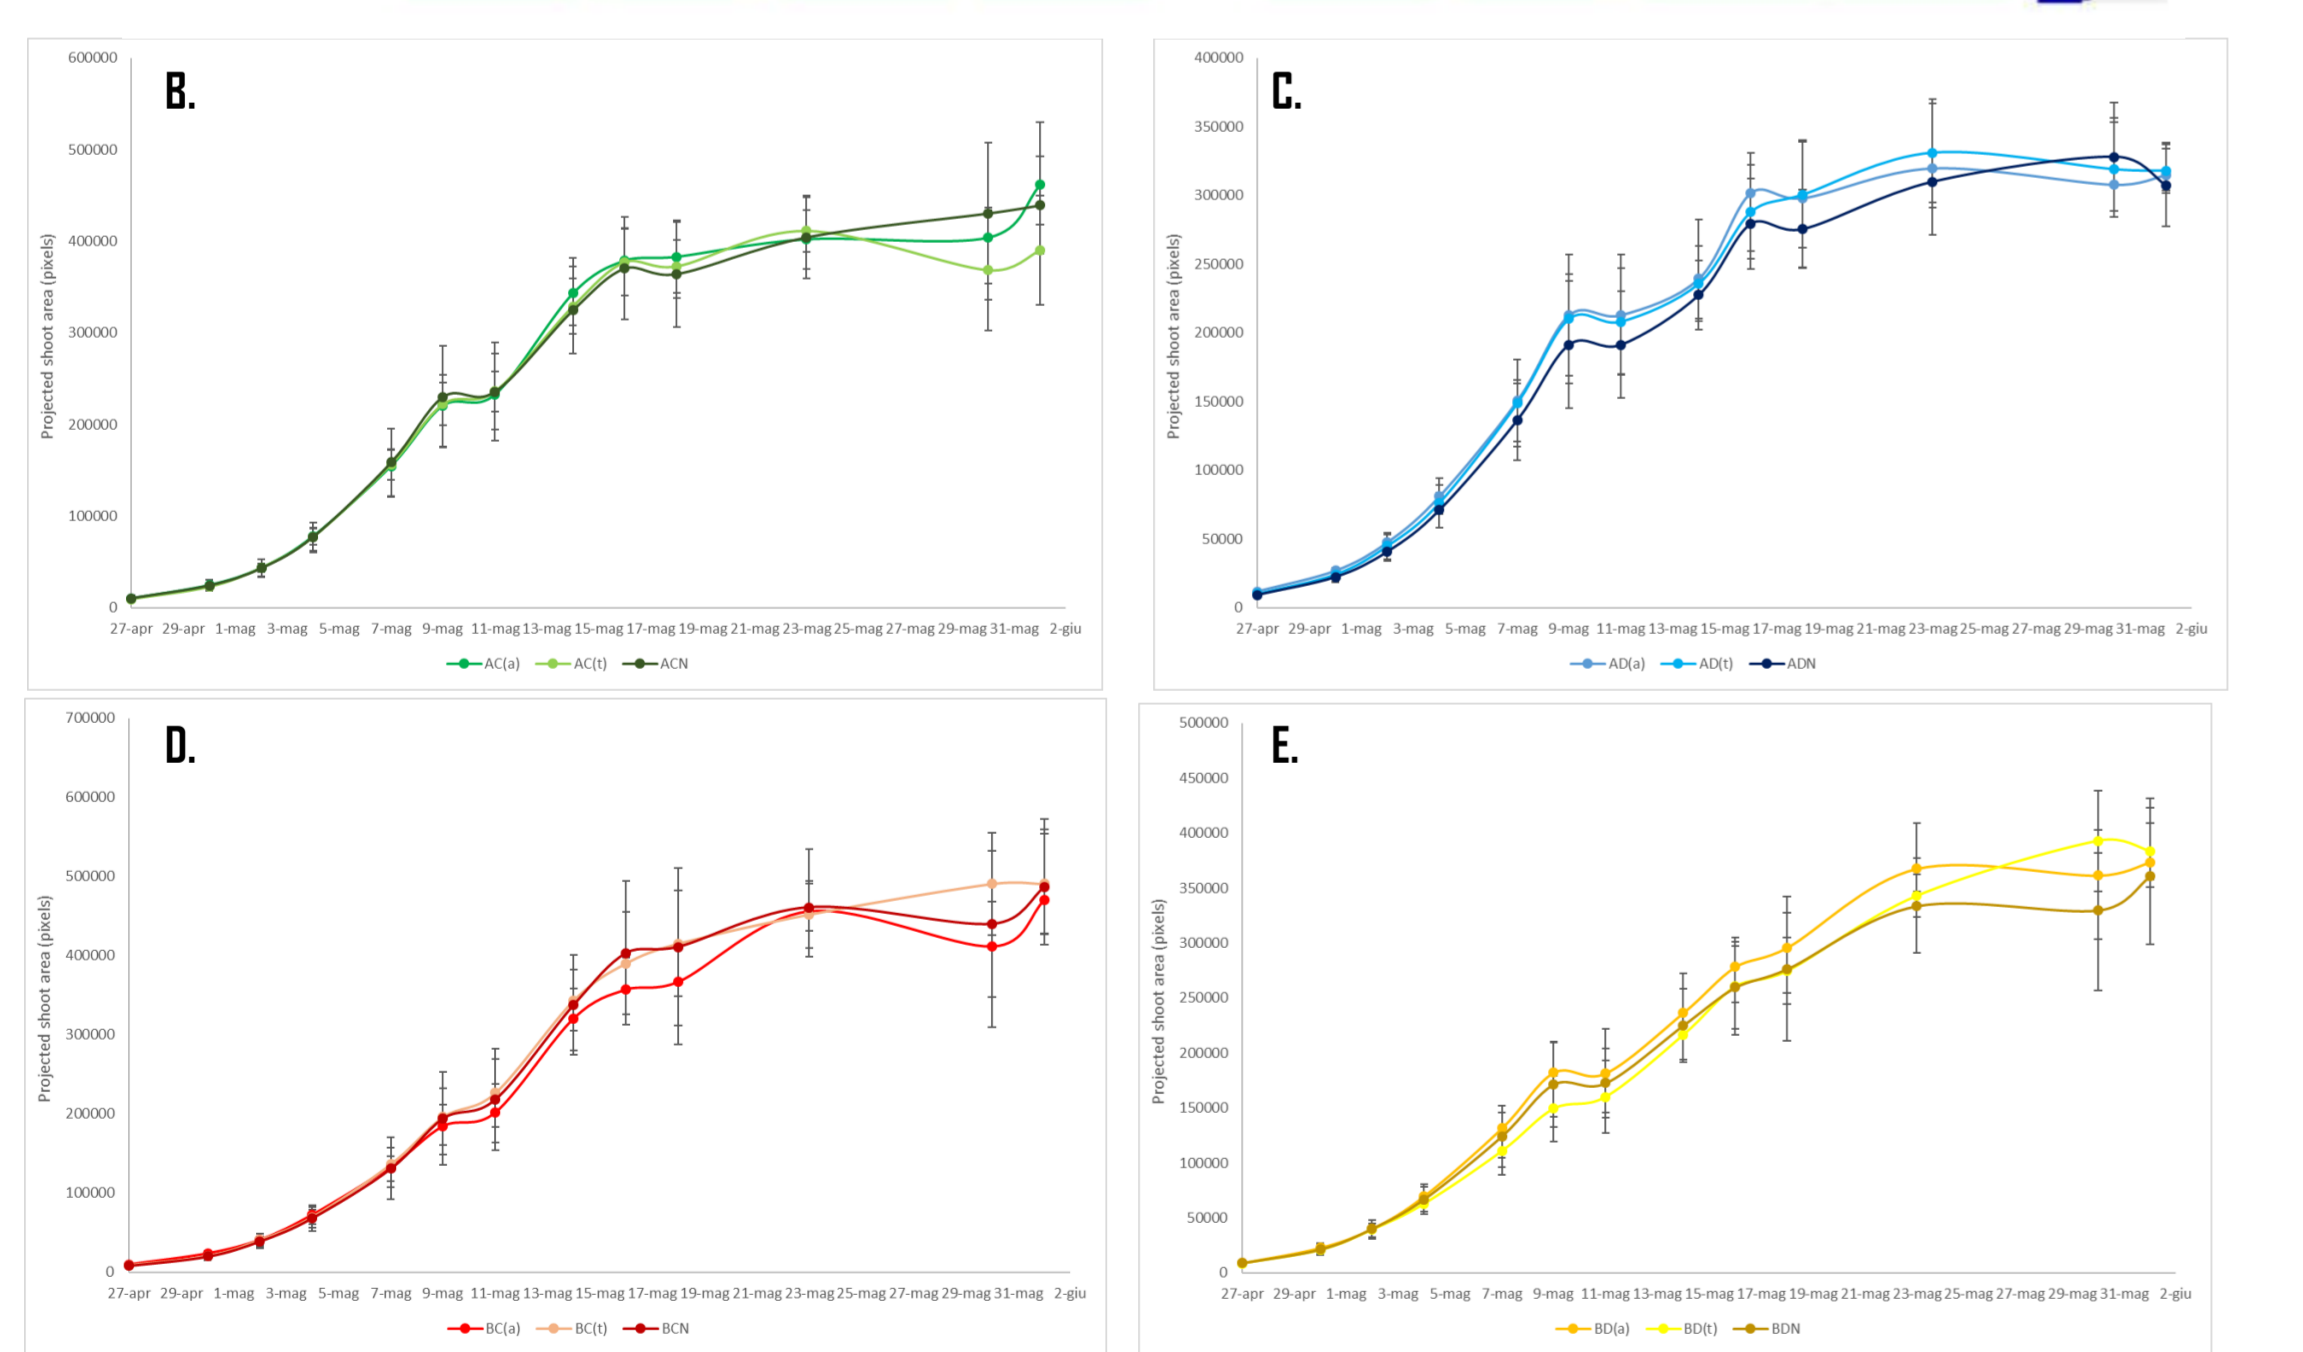 B.
600000
500000
400000
300000
200000
100000
0
Projected shoot area (pixels)
27-apr 29-apr 1-mag 3-mag 5-mag 7-mag 9-mag 11-mag 13-mag 15-mag 17-mag 19-mag 21-mag 23-mag 25-mag 27-mag 29-mag 31-mag 2-giu
AC(a) AC(t) ACN
C.
400000
350000
300000
250000
200000
150000
100000
50000
0
Projected shoot area (pixels)
27-apr 29-apr 1-mag 3-mag 5-mag 7-mag 9-mag 11-mag 13-mag 15-mag 17-mag 19-mag 21-mag 23-mag 25-mag 27-mag 29-mag 31-mag 2-giu
AD(a) AD(t) ADN
D.
700000
600000
500000
400000
300000
200000
100000
0
Projected shoot area (pixels)
27-apr 29-apr 1-mag 3-mag 5-mag 7-mag 9-mag 11-mag 13-mag 15-mag 17-mag 19-mag 21-mag 23-mag 25-mag 27-mag 29-mag 31-mag 2-giu
BC(a) BC(t) BCN
E.
500000
450000
400000
350000
300000
250000
200000
150000
100000
50000
0
Projected shoot area (pixels)
27-apr 29-apr 1-mag 3-mag 5-mag 7-mag 9-mag 11-mag 13-mag 15-mag 17-mag 19-mag 21-mag 23-mag 25-mag 27-mag 29-mag 31-mag 2-giu
BD(a) BD(t) BDN